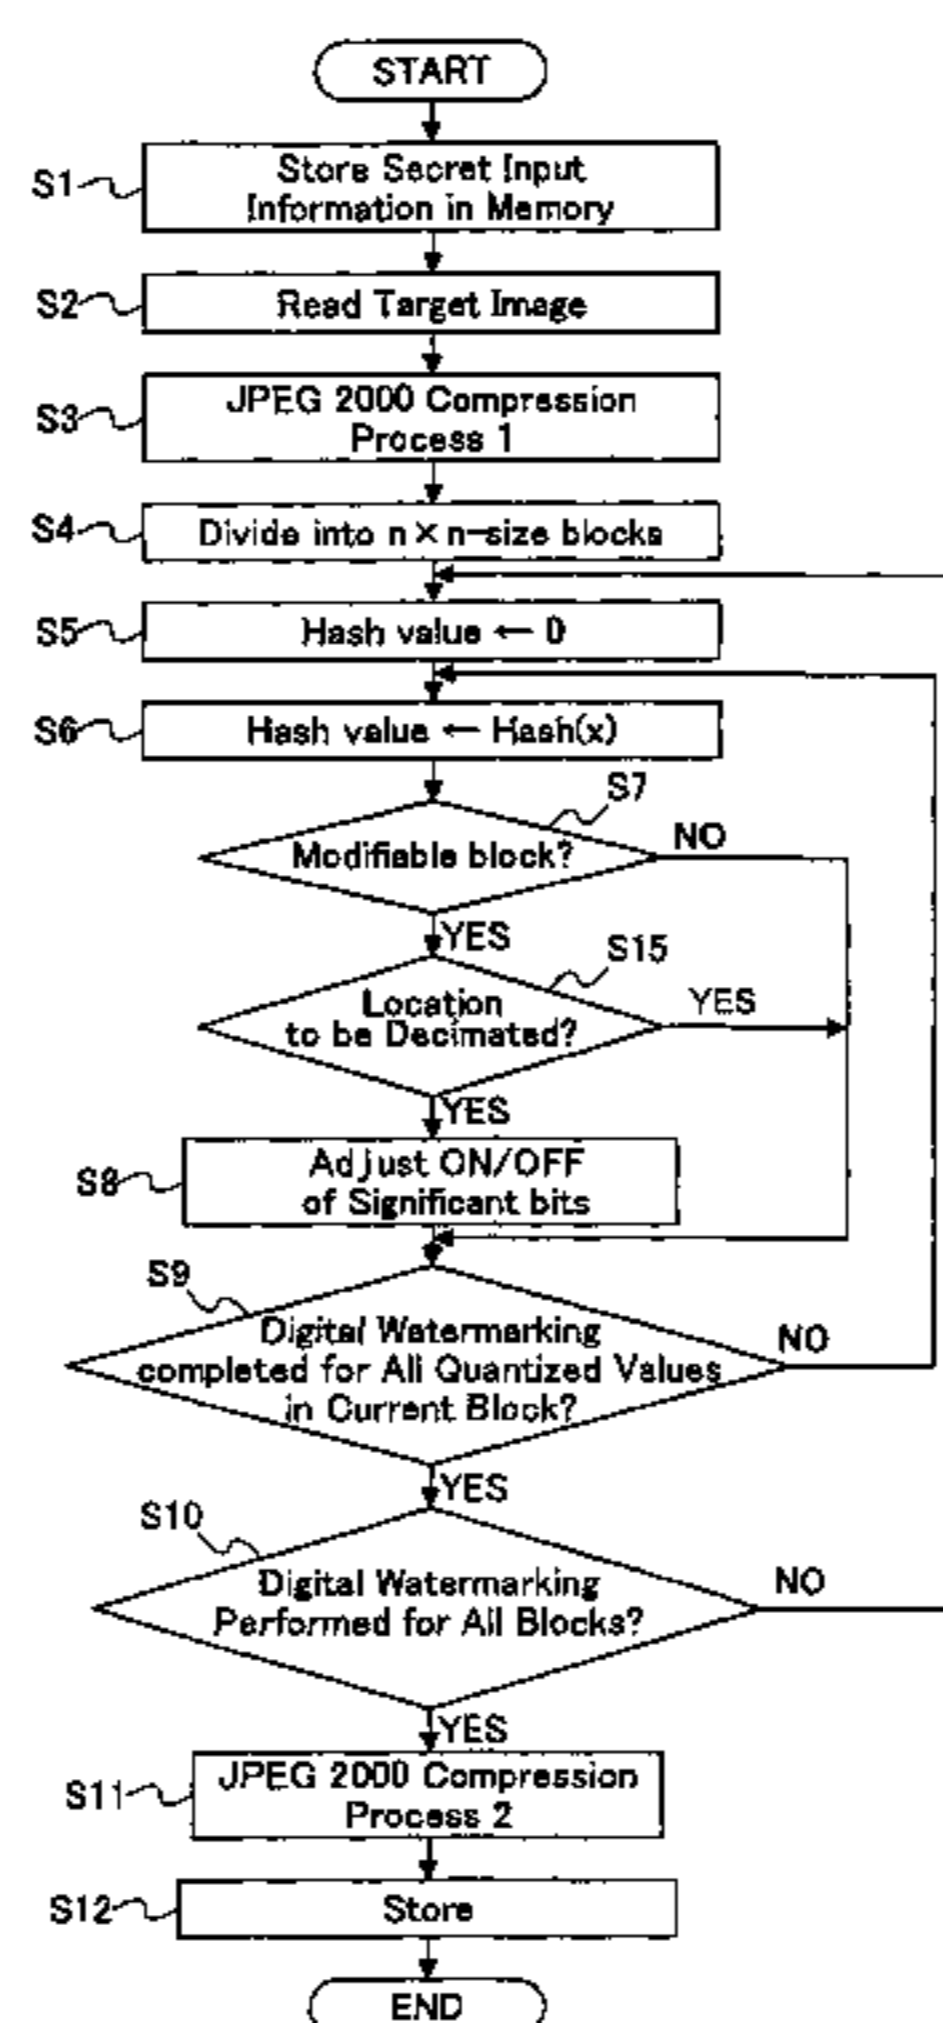 START
S1
Store Secret Input
Information in Memory
S2
Read Target Image
S3
JPEG 2000 Compression
Process 1
S4
Divide into n×n-size blocks
S5
Hash value ← 0
S6
Hash value ← Hash(x)
S7
Modifiable block?
NO
YES
S15
Location
to be Decimated?
YES
YES
S8
Adjust ON/OFF
of Significant bits
S9
Digital Watermarking
completed for All Quantized Values
in Current Block?
NO
YES
S10
Digital Watermarking
Performed for All Blocks?
NO
YES
S11
JPEG 2000 Compression
Process 2
S12
Store
END